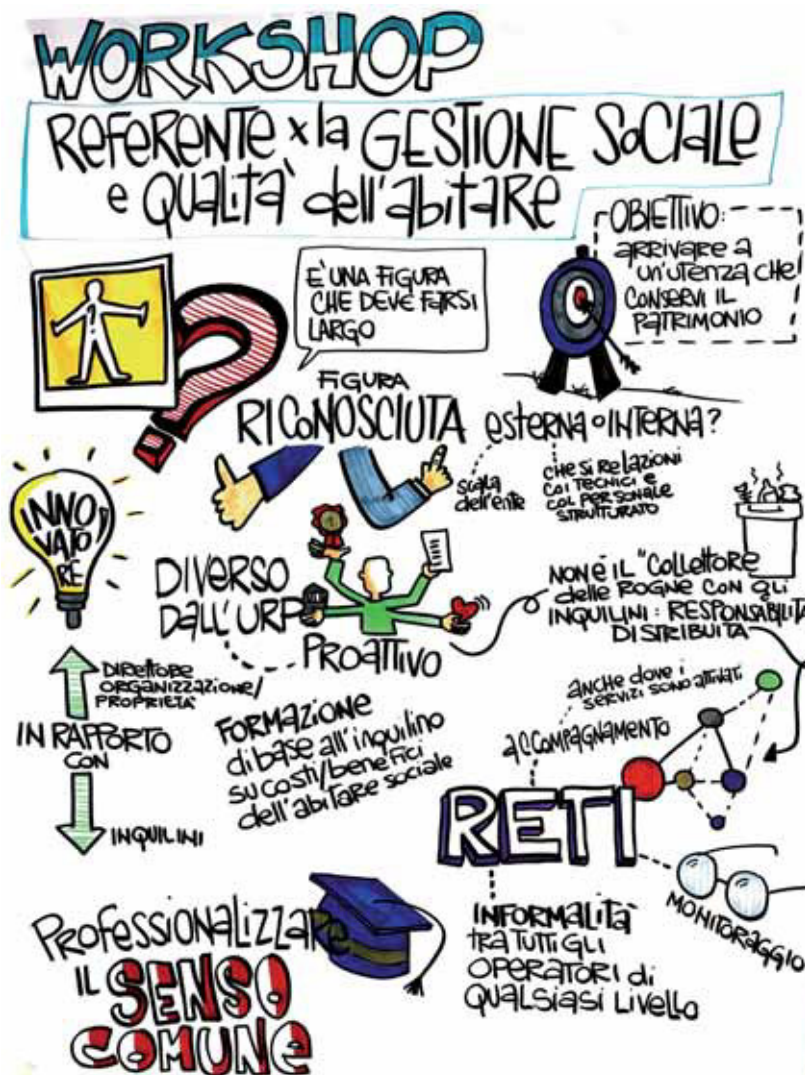 WORKSHOP
REFERENTE x la GESTIONE SOCIALE
e QUALITÀ dell'abitare
OBIETTIVO:
arrivare a
un'utenza che
conservi il
patrimonio
È UNA FIGURA
CHE DEVE FARSI
LARGO
FIGURA
RICONOSCIUTA
esterna o INTERNA?
scala
dell'ente
che si relazioni
coi tecnici e
col personale
strutturato
INNO
VATO
RE
DIVERSO
DALL'URP
PROATTIVO
NON è IL "collettore
delle ROGNE CON gli
INQUILINI: RESPONSABILITA
DISTRIBUITA
DIRETTORE
ORGANIZZAZIONE/
PROPRIETÀ
IN RAPPORTO
CON
INQUILINI
FORMAZIONE
di base all'inquilino
su costi/benefici
dell'abitare sociale
anche dove i
servizi sono attivati
accompagnamento
RETI
MONITORAGGIO
INFORMALITÀ
tra tutti gli
operatori di
qualsiasi livello
PROFESSIONALIZZARE
IL SENSO
COMUNE